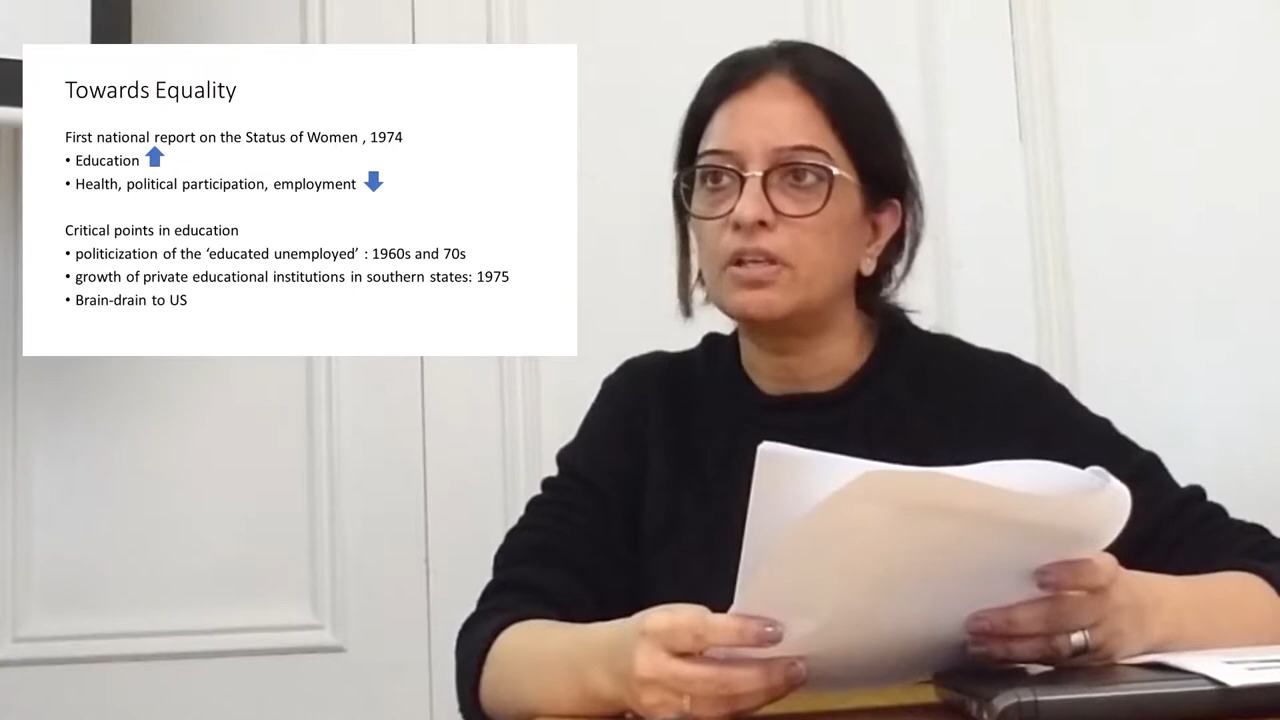 Towards Equality
First national report on the Status of Women , 1974
• Education
• Health, political participation, employment
Critical points in education
• politicization of the ‘educated unemployed’ : 1960s and 70s
• growth of private educational institutions in southern states: 1975
• Brain-drain to US